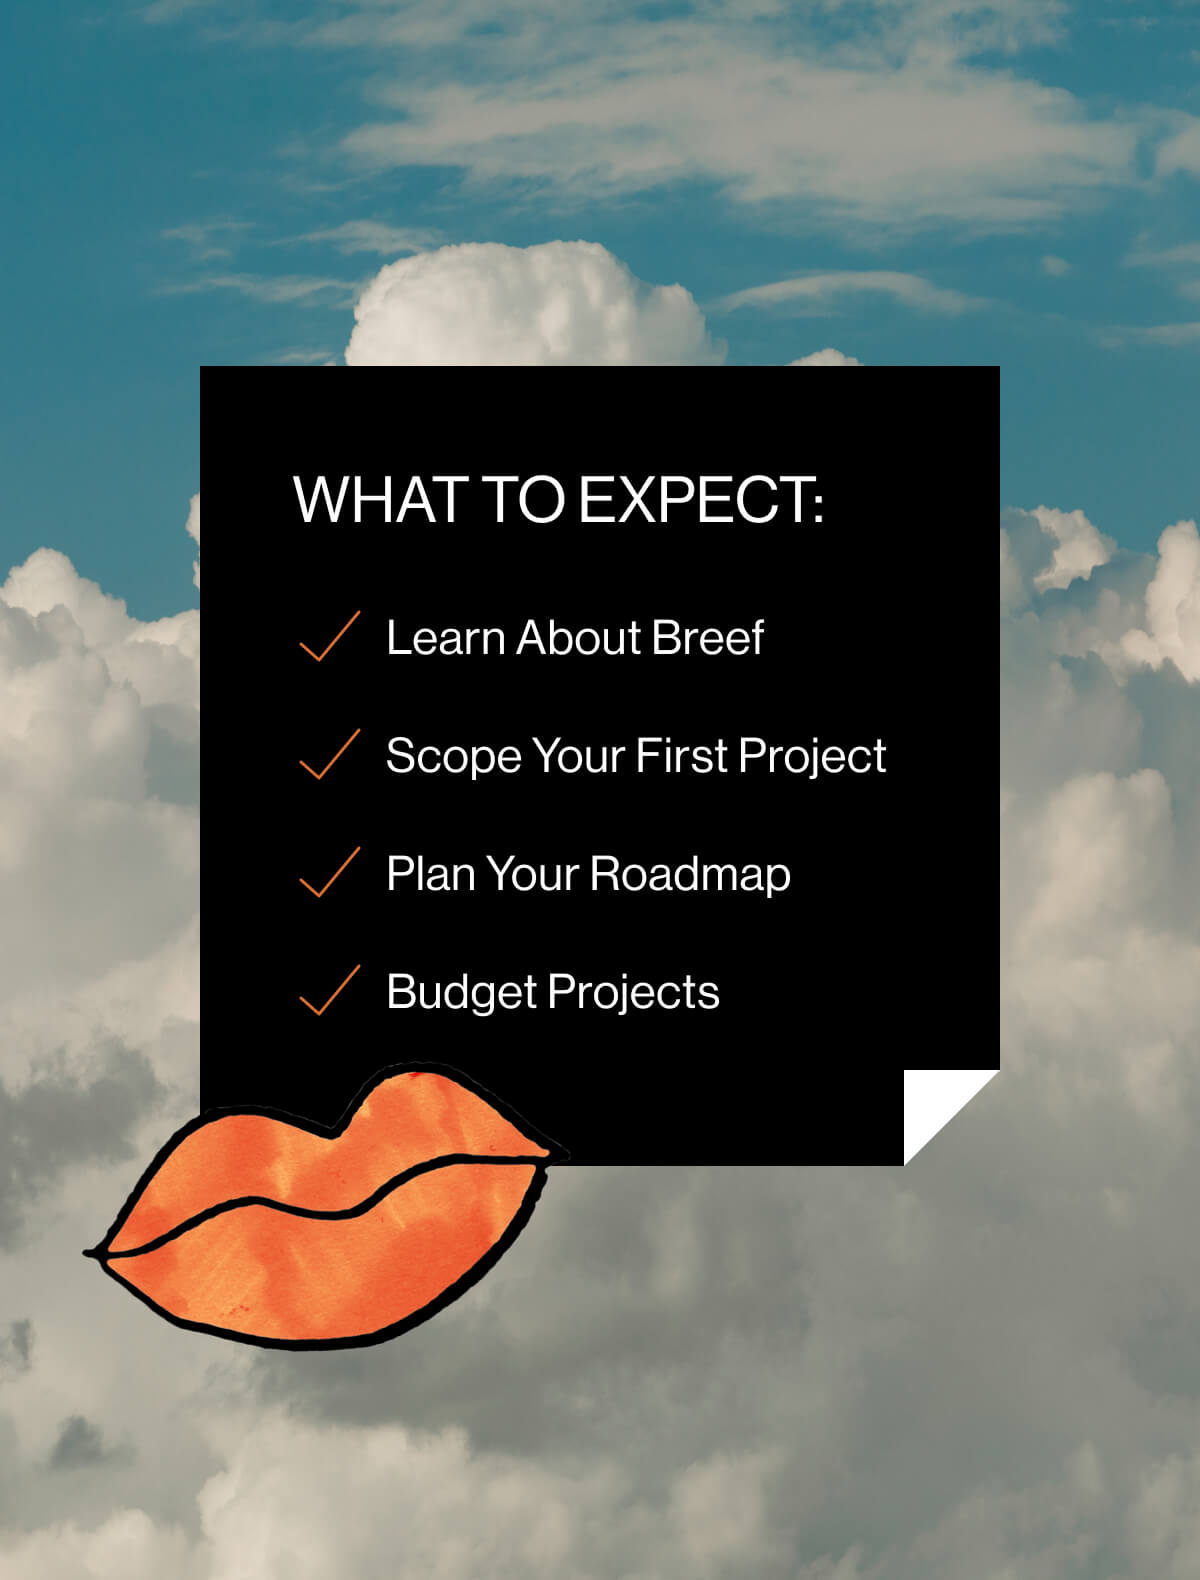 WHAT TO EXPECT:
Learn About Breef
Scope Your First Project
Plan Your Roadmap
Budget Projects